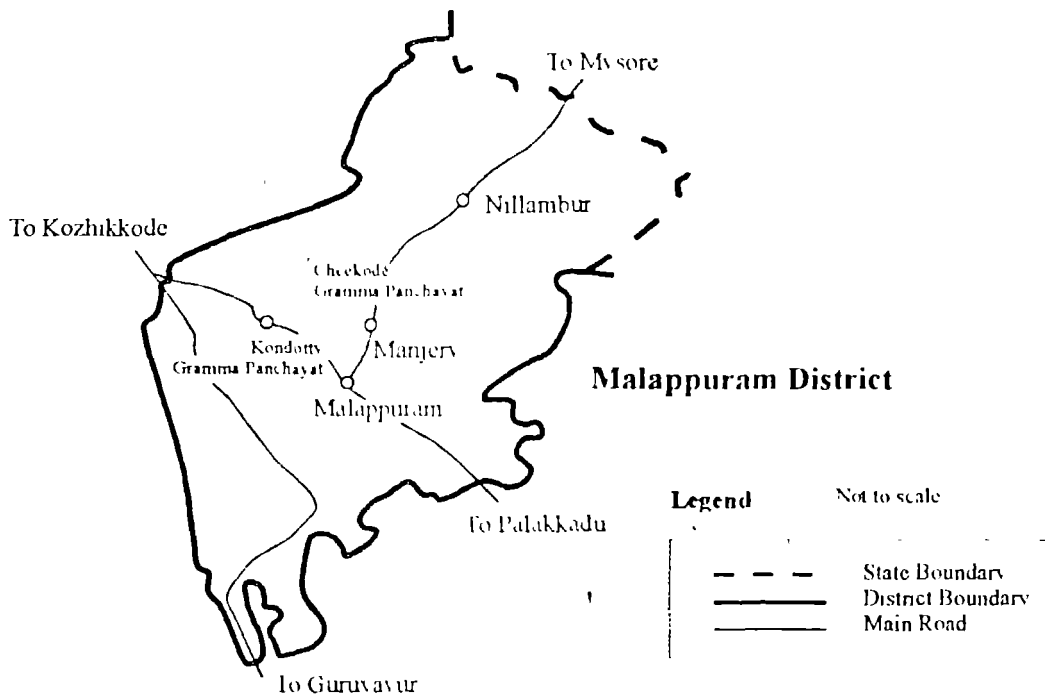 To Mysore
Nillambur
To Kozhikkode
Cheekode
Gramma Panchayat
Kondotty
Gramma Panchayat
Manjery
Malappuram
Malappuram District
To Palakkadu
Legend
Not to scale
State Boundary
District Boundary
Main Road
To Guruvavur